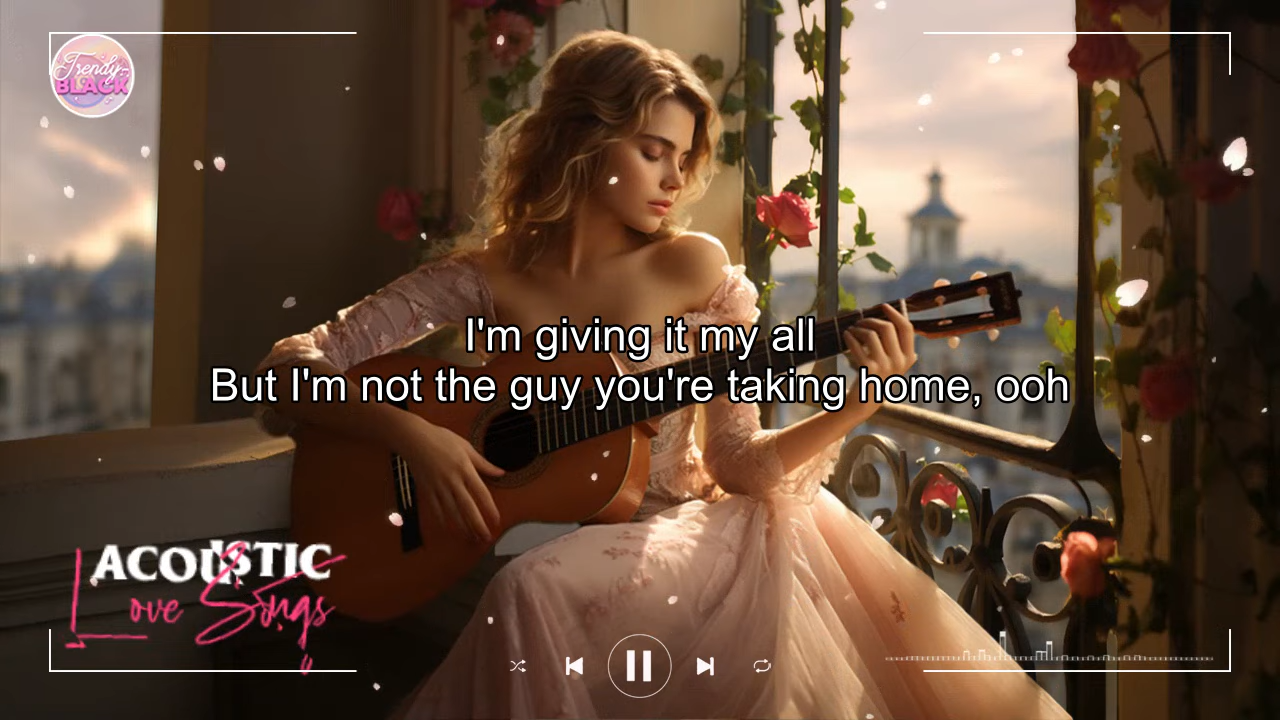 Trendy
BLACK
I'm giving it my all
But I'm not the guy you're taking home, ooh
ACOUSTIC
Love Songs